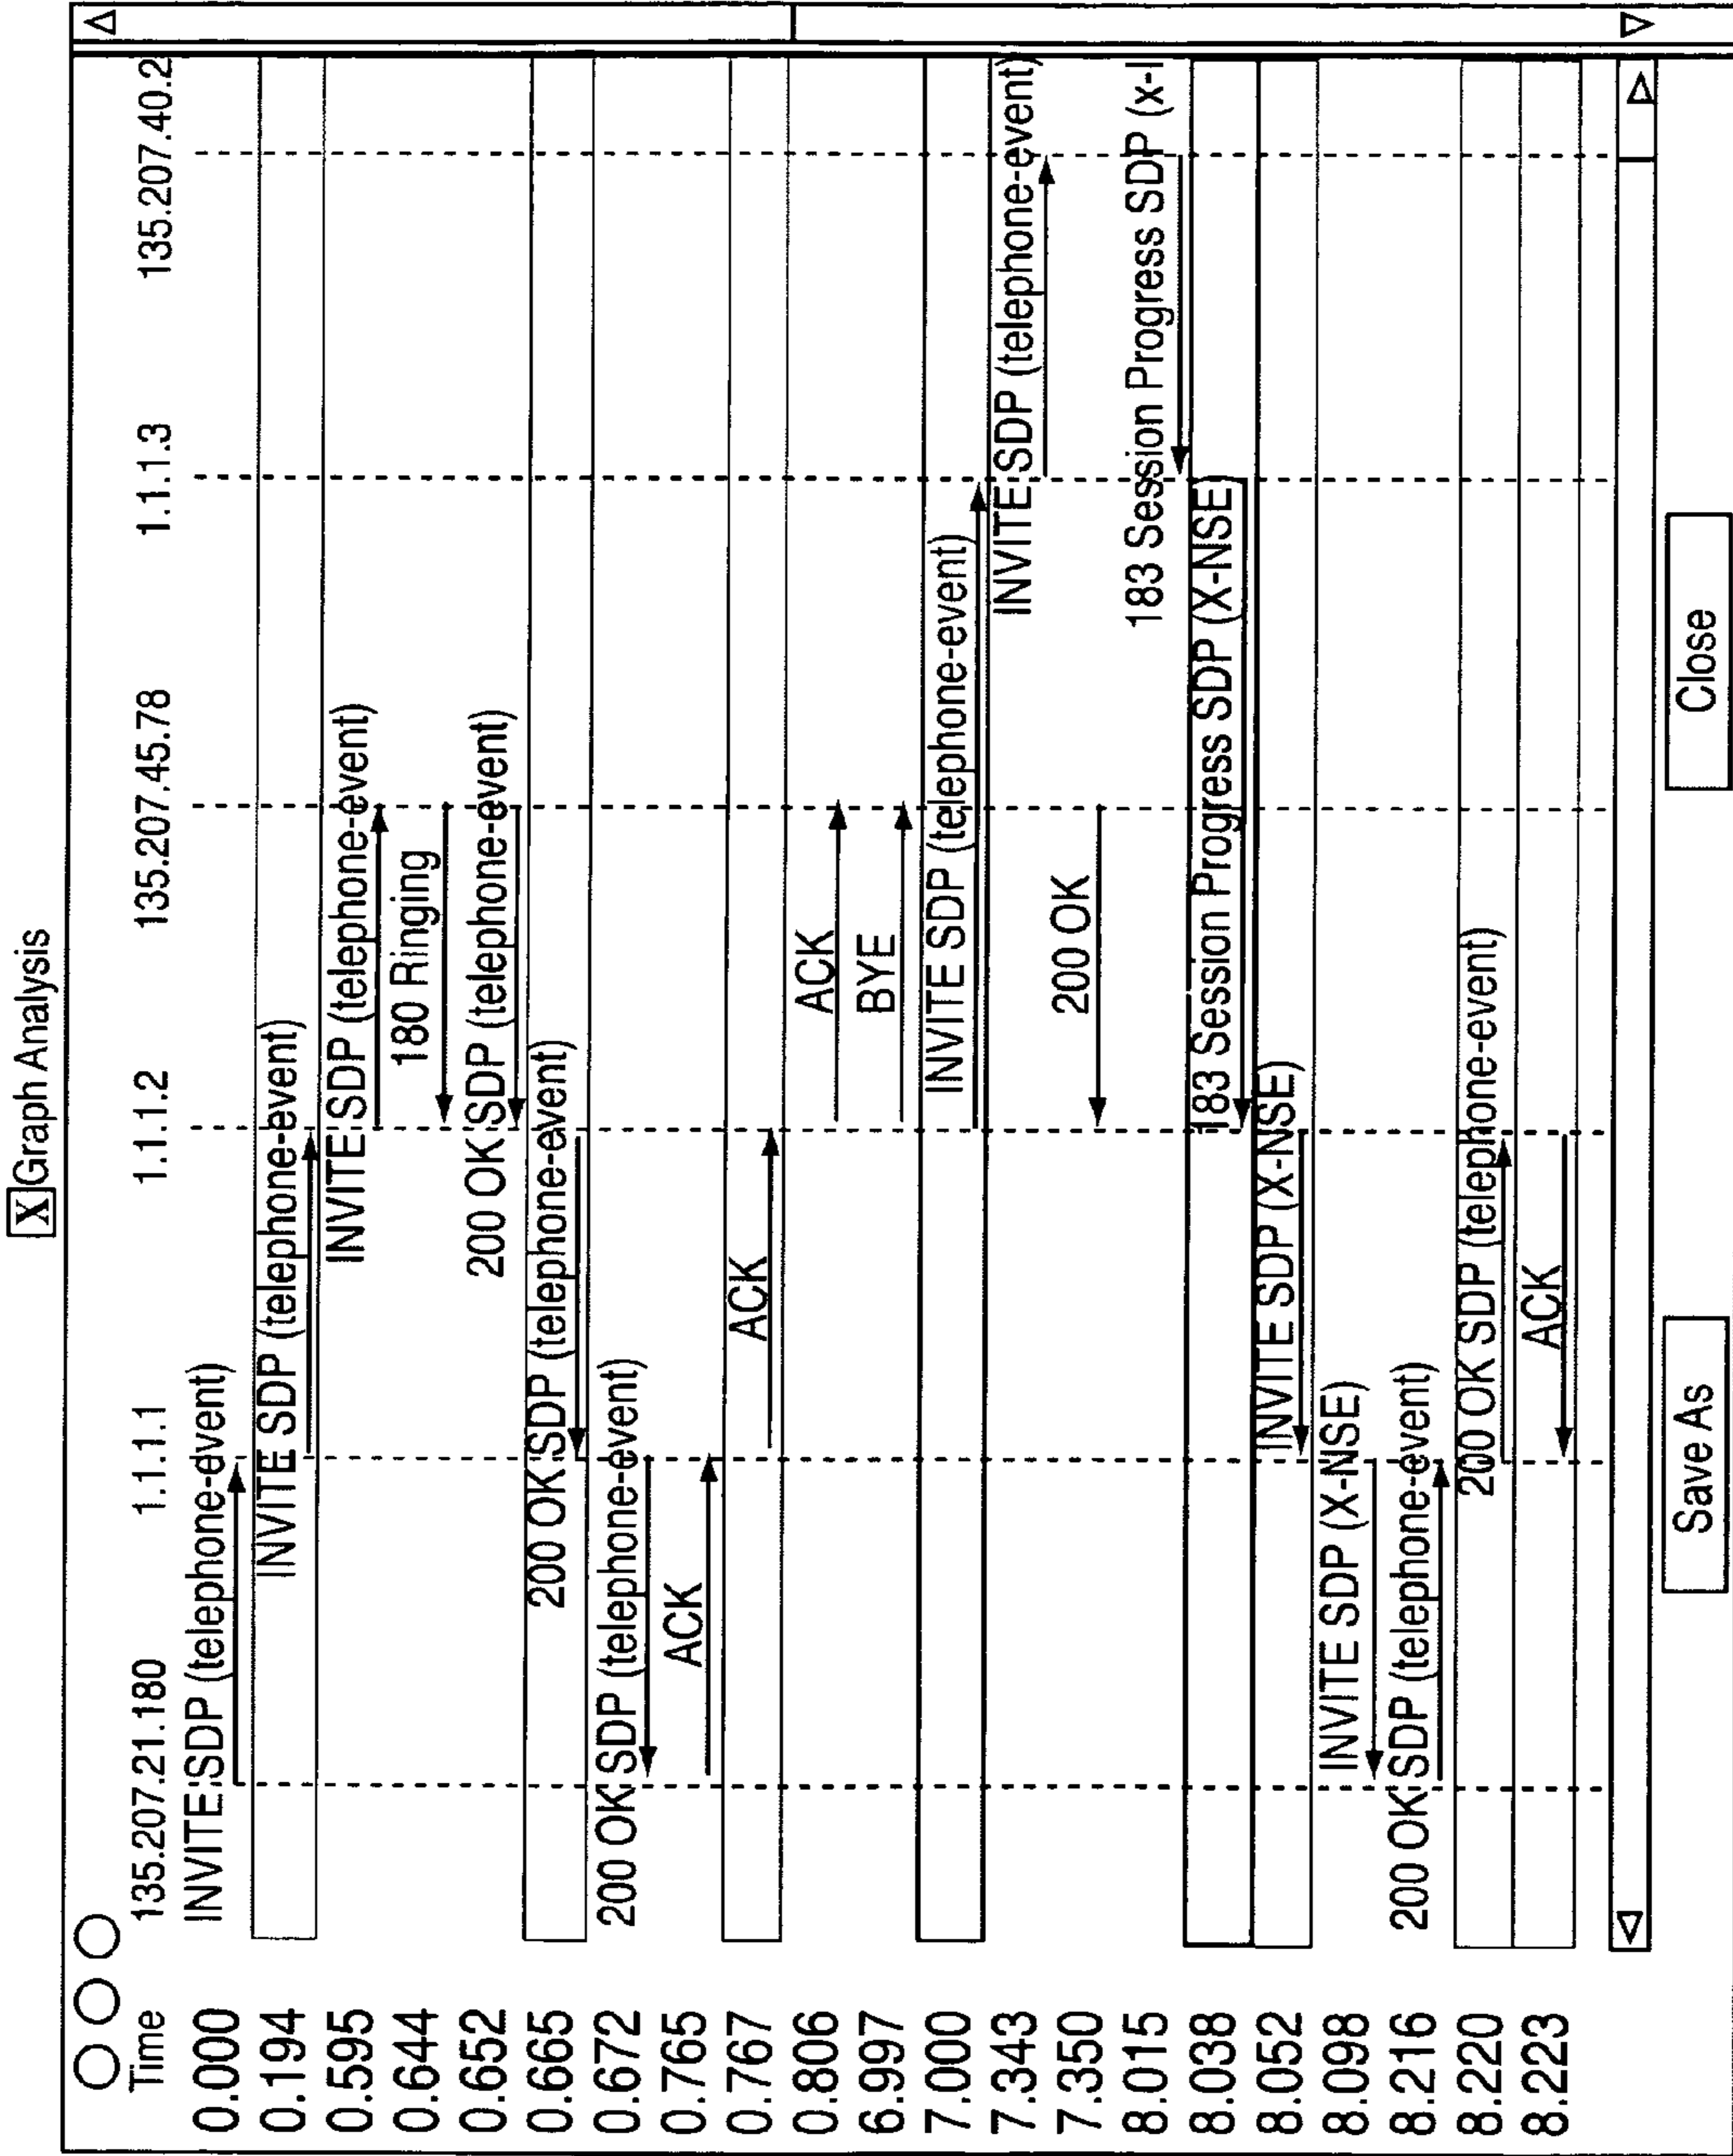 X Graph Analysis
Time 135.207.21.180 1.1.1.1 1.1.1.2 135.207.45.78 1.1.1.3 135.207.40.2
0.000 INVITE SDP (telephone-event)
0.194 INVITE SDP (telephone-event)
0.595 INVITE SDP (telephone-event)
0.644 180 Ringing
0.652 200 OK SDP (telephone-event)
0.665 200 OK SDP (telephone-event)
0.672 200 OK SDP (telephone-event)
0.765 ACK
0.767 ACK
0.806 ACK
6.997 BYE
7.000 INVITE SDP (telephone-event)
7.343 INVITE SDP (telephone-event)
7.350 200 OK
8.015 183 Session Progress SDP (x-
8.038 183 Session Progress SDP (X-NSE)
8.052 INVITE SDP (X-NSE)
8.098 INVITE SDP (X-NSE)
8.216 200 OK SDP (telephone-event)
8.220 200 OK SDP (telephone-event)
8.223 ACK
Save As Close